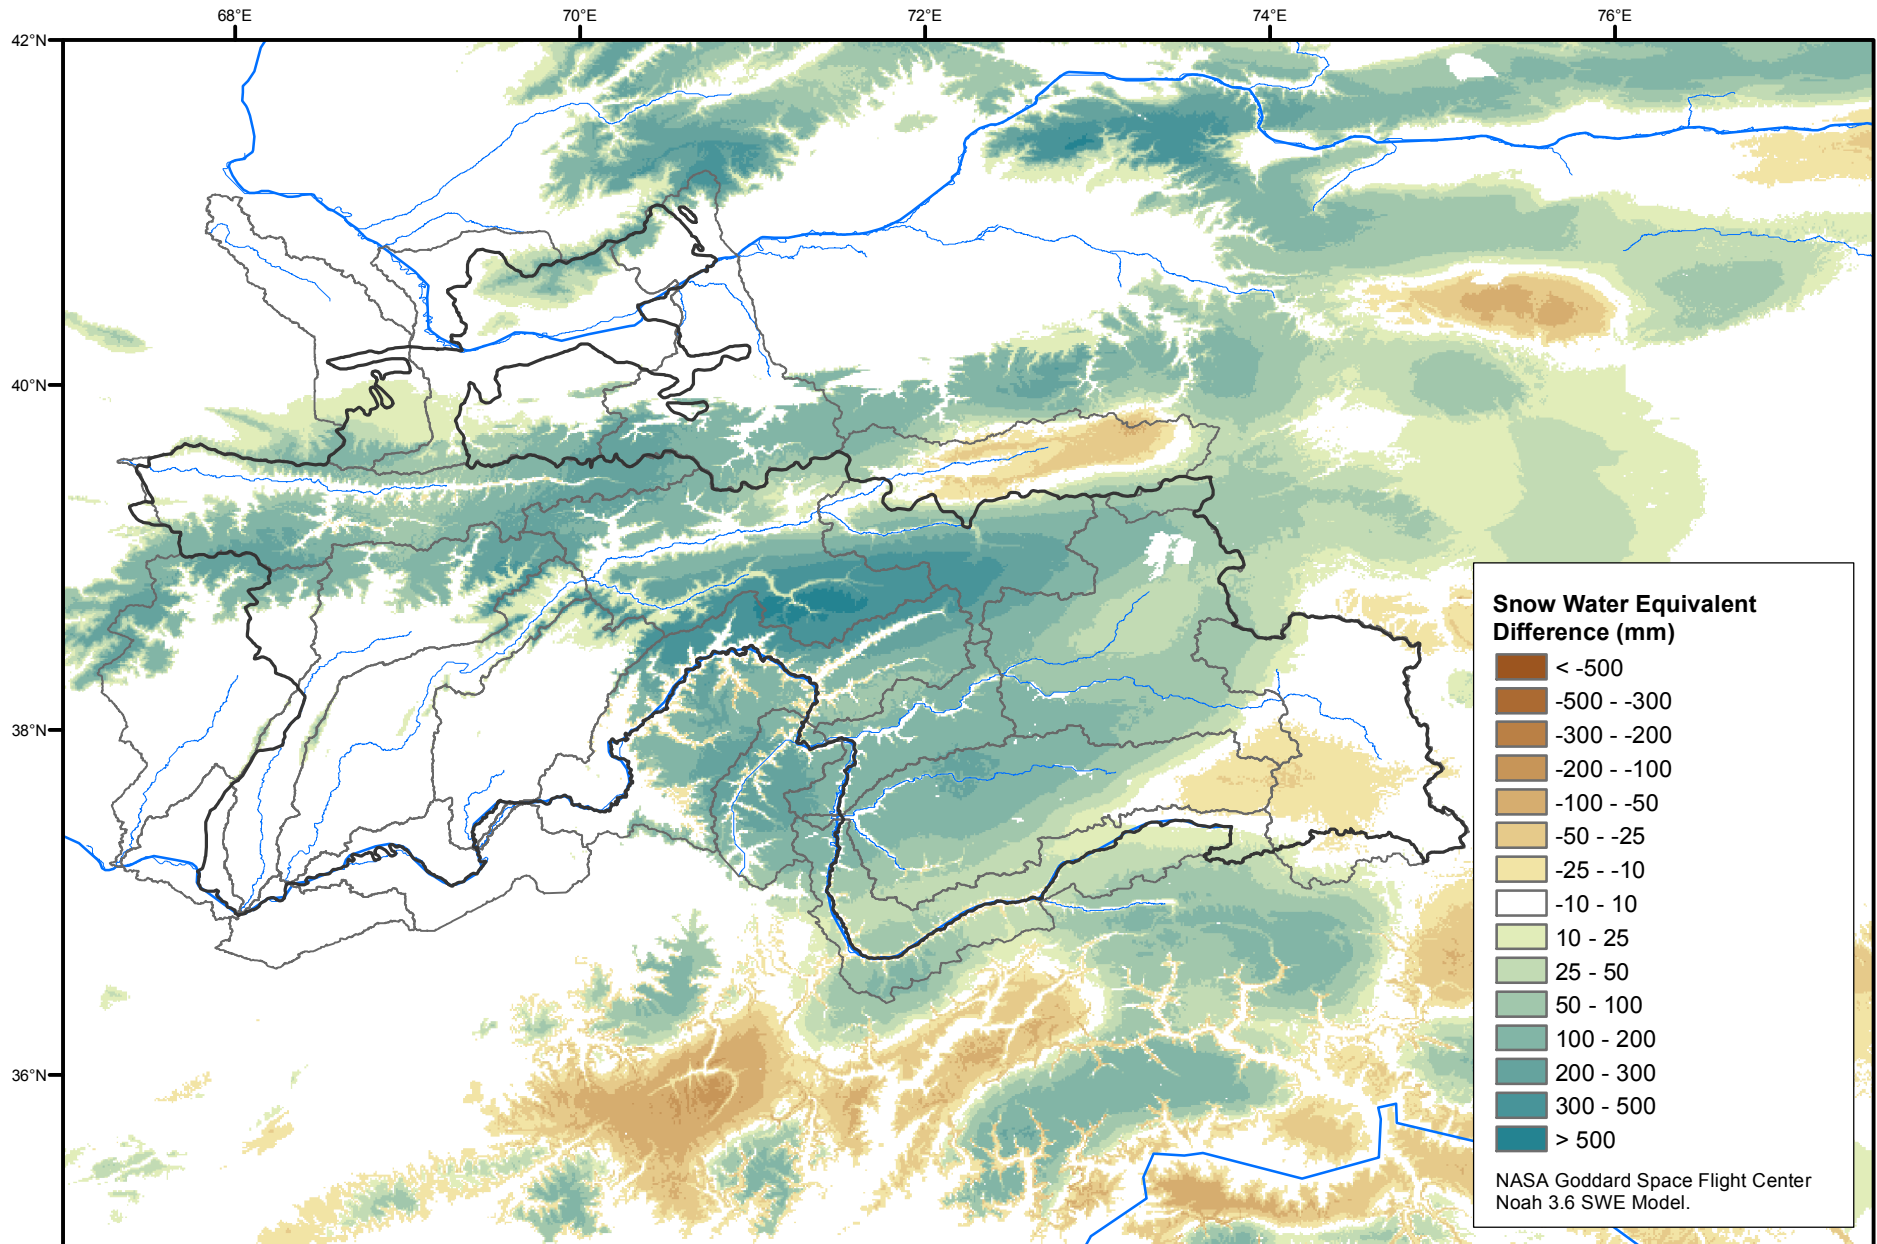 68°E 70°E 72°E 74°E 76°E
42°N
40°N
38°N
36°N
Snow Water Equivalent
Difference (mm)
< -500
-500 - -300
-300 - -200
-200 - -100
-100 - -50
-50 - -25
-25 - -10
-10 - 10
10 - 25
25 - 50
50 - 100
100 - 200
200 - 300
300 - 500
> 500
NASA Goddard Space Flight Center
Noah 3.6 SWE Model.